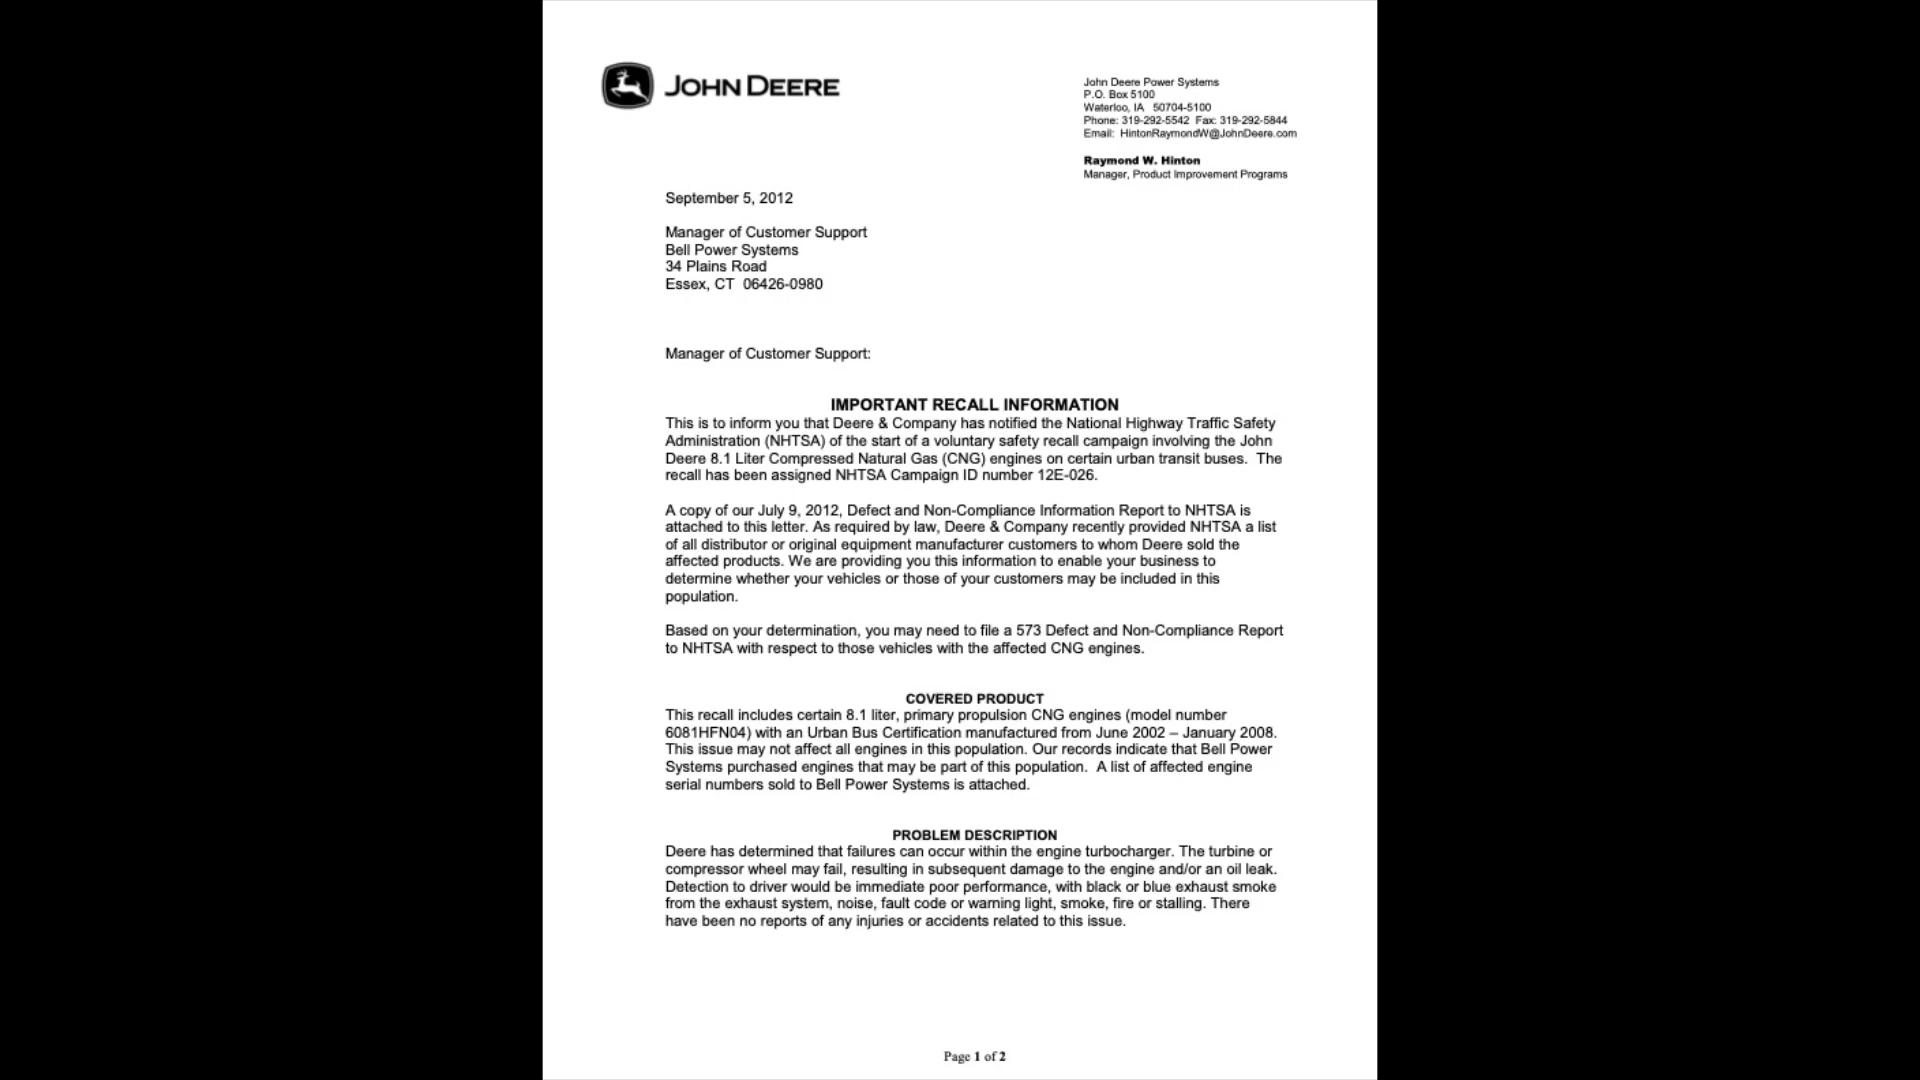 JOHN DEERE
John Deere Power Systems
P.O. Box 5100
Waterloo, IA   50704-5100
Phone: 319-292-5542  Fax: 319-292-5844
Email:  HintonRaymondW@JohnDeere.com
Raymond W. Hinton
Manager, Product Improvement Programs
September 5, 2012
Manager of Customer Support
Bell Power Systems
34 Plains Road
Essex, CT  06426-0980
Manager of Customer Support:
IMPORTANT RECALL INFORMATION
This is to inform you that Deere & Company has notified the National Highway Traffic Safety
Administration (NHTSA) of the start of a voluntary safety recall campaign involving the John
Deere 8.1 Liter Compressed Natural Gas (CNG) engines on certain urban transit buses.  The
recall has been assigned NHTSA Campaign ID number 12E-026.
A copy of our July 9, 2012, Defect and Non-Compliance Information Report to NHTSA is
attached to this letter. As required by law, Deere & Company recently provided NHTSA a list
of all distributor or original equipment manufacturer customers to whom Deere sold the
affected products. We are providing you this information to enable your business to
determine whether your vehicles or those of your customers may be included in this
population.
Based on your determination, you may need to file a 573 Defect and Non-Compliance Report
to NHTSA with respect to those vehicles with the affected CNG engines.
COVERED PRODUCT
This recall includes certain 8.1 liter, primary propulsion CNG engines (model number
6081HFN04) with an Urban Bus Certification manufactured from June 2002 – January 2008.
This issue may not affect all engines in this population. Our records indicate that Bell Power
Systems purchased engines that may be part of this population.  A list of affected engine
serial numbers sold to Bell Power Systems is attached.
PROBLEM DESCRIPTION
Deere has determined that failures can occur within the engine turbocharger. The turbine or
compressor wheel may fail, resulting in subsequent damage to the engine and/or an oil leak.
Detection to driver would be immediate poor performance, with black or blue exhaust smoke
from the exhaust system, noise, fault code or warning light, smoke, fire or stalling. There
have been no reports of any injuries or accidents related to this issue.
Page 1 of 2